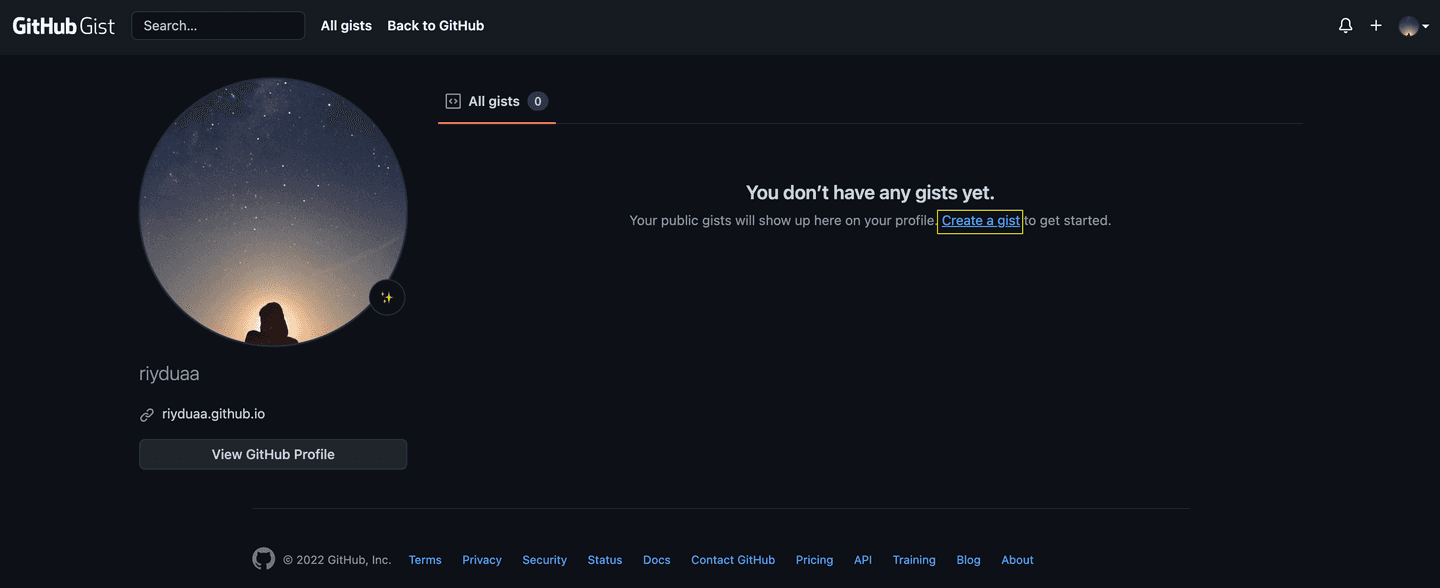 GitHub Gist Search... All gists Back to GitHub
All gists 0
You don’t have any gists yet.
Your public gists will show up here on your profile. Create a gist to get started.
riyduaa
riyduaa.github.io
View GitHub Profile
© 2022 GitHub, Inc. Terms Privacy Security Status Docs Contact GitHub Pricing API Training Blog About